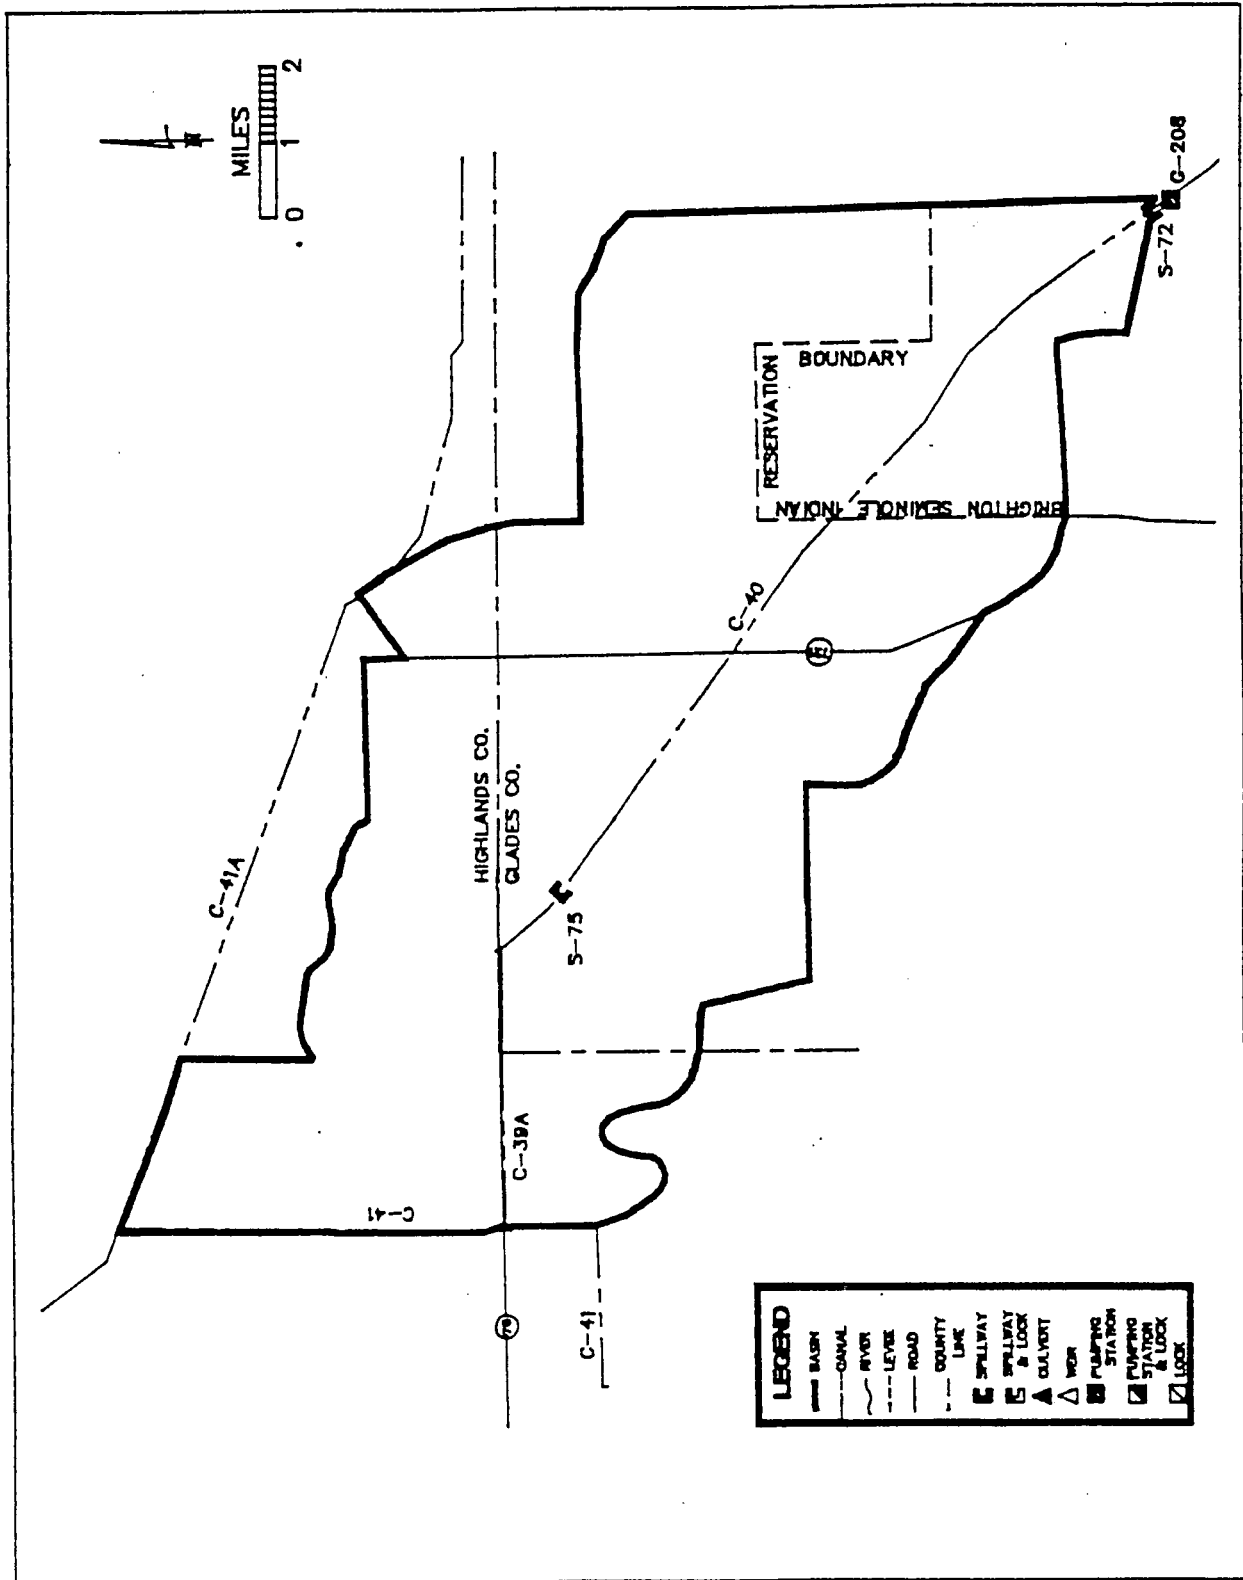 MILES
0 1 2
C-41A
HIGHLANDS CO.
GLADES CO.
S-75
C-39A
C-41
C-41
70
C-40
RESERVATION
BOUNDARY
BRIGHTON SEMINOLE INDIAN
S-72
G-208
LEGEND
BASIN
CANAL
RIVER
LEVEE
ROAD
COUNTY
LINE
SPILLWAY
SPILLWAY
& LOCK
CULVERT
WEIR
PUMPING
STATION
PUMPING
STATION
& LOCK
LOCK